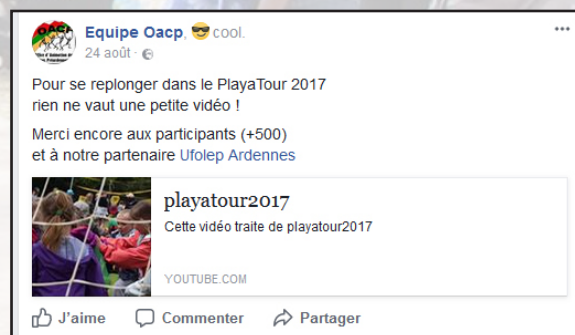 Equipe Oacp, cool.
24 août
Pour se replonger dans le PlayaTour 2017
rien ne vaut une petite vidéo !
Merci encore aux participants (+500)
et à notre partenaire Ufolep Ardennes
playatour2017
Cette vidéo traite de playatour2017
YOUTUBE.COM
J'aime Commenter Partager